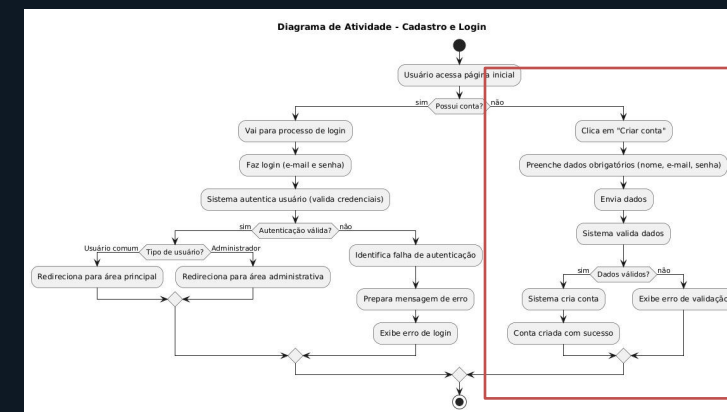 Diagrama de Atividade - Cadastro e Login
Usuário acessa página inicial
sim
Possui conta?
não
Vai para processo de login
Clica em "Criar conta"
Faz login (e-mail e senha)
Preenche dados obrigatórios (nome, e-mail, senha)
Sistema autentica usuário (valida credenciais)
Envia dados
sim
Autenticação válida?
não
Sistema valida dados
Usuário comum
Tipo de usuário?
Administrador
Identifica falha de autenticação
sim
Dados válidos?
não
Redireciona para área principal
Redireciona para área administrativa
Prepara mensagem de erro
Sistema cria conta
Exibe erro de validação
Exibe erro de login
Conta criada com sucesso